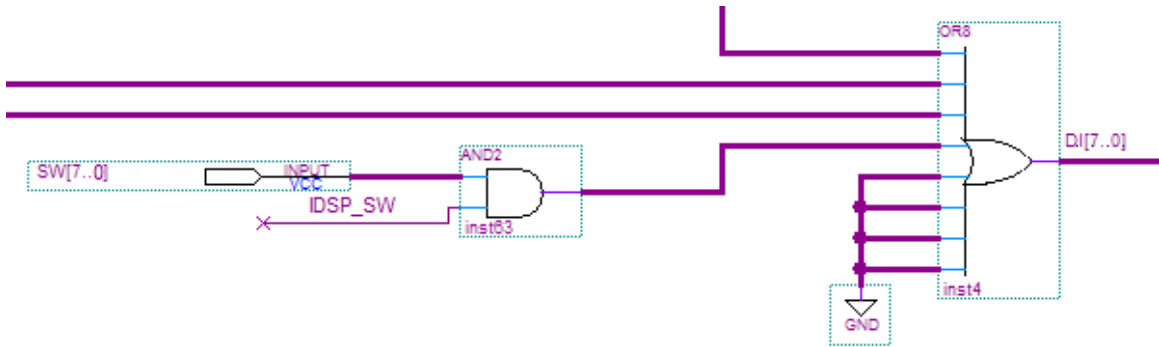 OR8
DI[7..0]
AND2
SW[7..0]
INPUT
VCC
IDSP_SW
inst63
inst4
GND